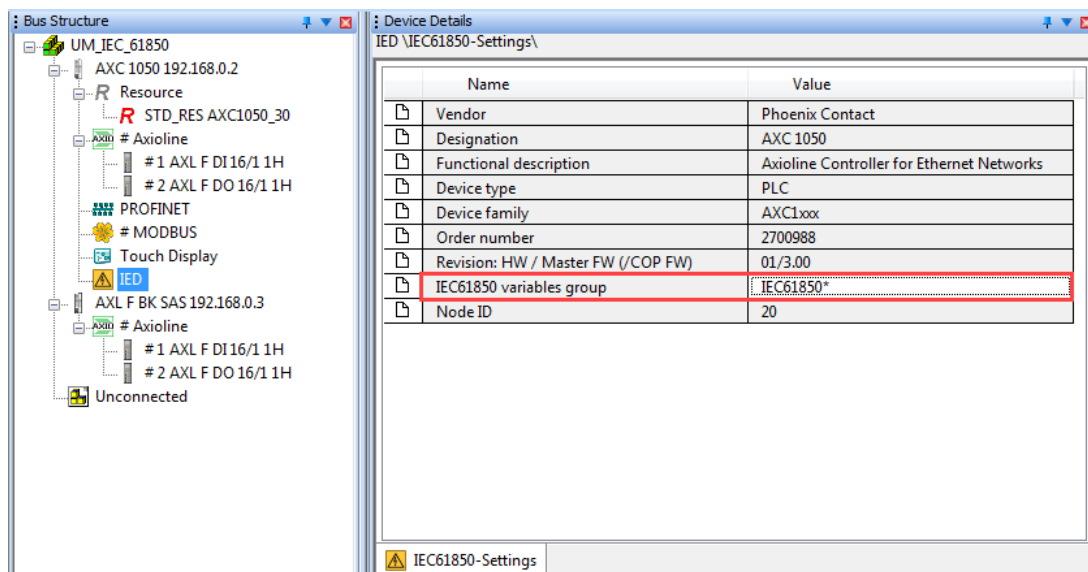 Bus Structure
UM_IEC_61850
AXC 1050 192.168.0.2
Resource
STD_RES AXC1050_30
AXIO # Axioline
# 1 AXL F DI 16/1 1H
# 2 AXL F DO 16/1 1H
PROFINET
# MODBUS
Touch Display
IED
AXL F BK SAS 192.168.0.3
AXIO # Axioline
# 1 AXL F DI 16/1 1H
# 2 AXL F DO 16/1 1H
Unconnected
Device Details
IED \IEC61850-Settings\
Name Value
Vendor Phoenix Contact
Designation AXC 1050
Functional description Axioline Controller for Ethernet Networks
Device type PLC
Device family AXC1xxx
Order number 2700988
Revision: HW / Master FW (/COP FW) 01/3.00
IEC61850 variables group IEC61850*
Node ID 20
IEC61850-Settings